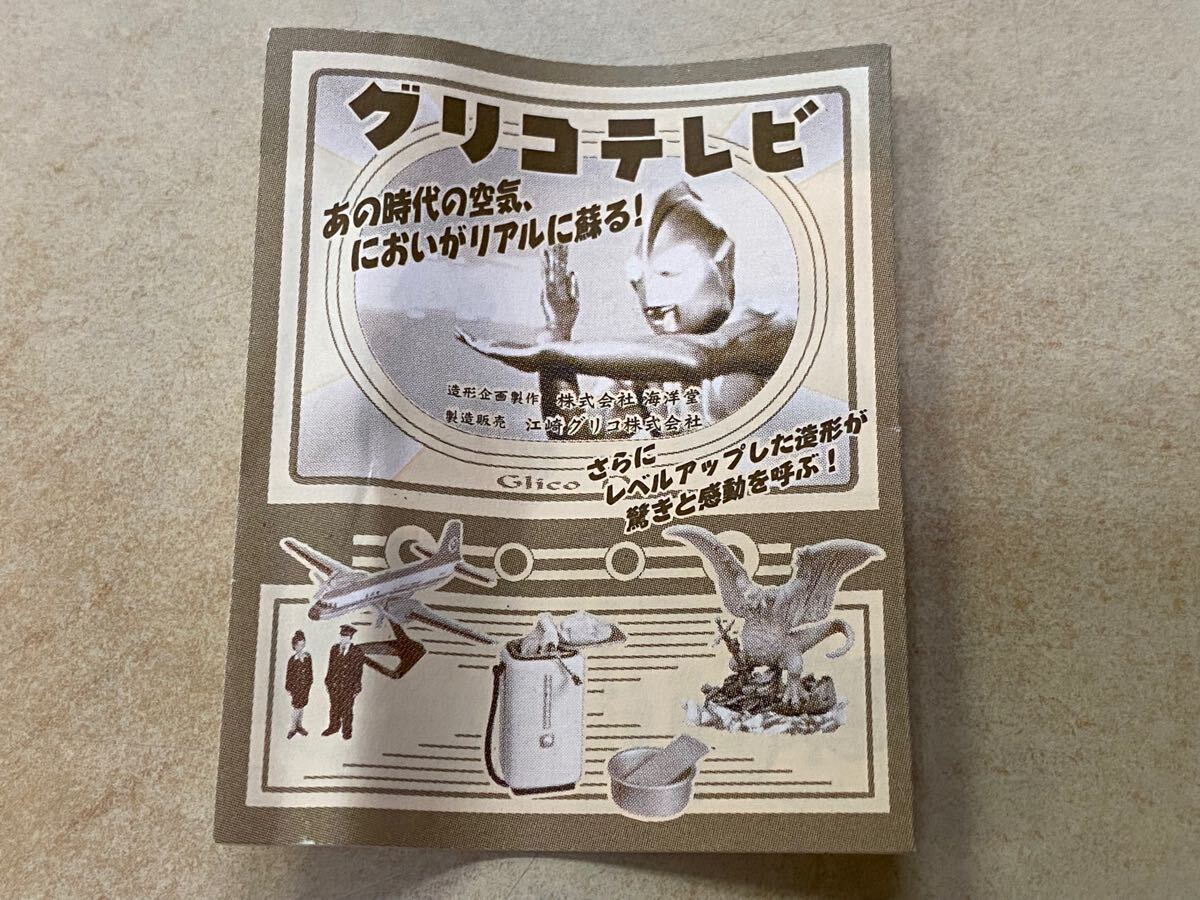 グリコテレビ
あの時代の空気、
においがリアルに蘇る！
造形企画製作 株式会社 海洋堂
製造販売 江崎グリコ株式会社
Glico
さらに
レベルアップした造形が
驚きと感動を呼ぶ！